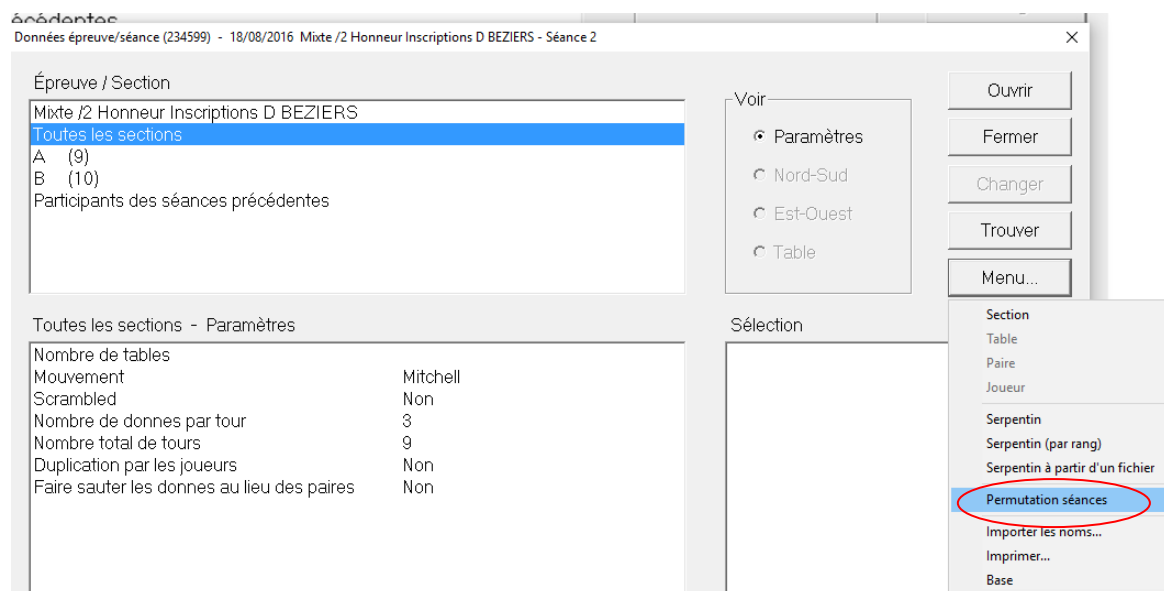 écédentes
Données épreuve/séance (234599) - 18/08/2016 Mixte /2 Honneur Inscriptions D BEZIERS - Séance 2
Épreuve / Section
Mixte /2 Honneur Inscriptions D BEZIERS
Toutes les sections
A (9)
B (10)
Participants des séances précédentes
Voir
Paramètres
Nord-Sud
Est-Ouest
Table
Ouvrir
Fermer
Changer
Trouver
Menu...
Toutes les sections - Paramètres
Nombre de tables
Mouvement Mitchell
Scrambled Non
Nombre de donnes par tour 3
Nombre total de tours 9
Duplication par les joueurs Non
Faire sauter les donnes au lieu des paires Non
Sélection
Section
Table
Paire
Joueur
Serpentin
Serpentin (par rang)
Serpentin à partir d'un fichier
Permutation séances
Importer les noms...
Imprimer...
Base